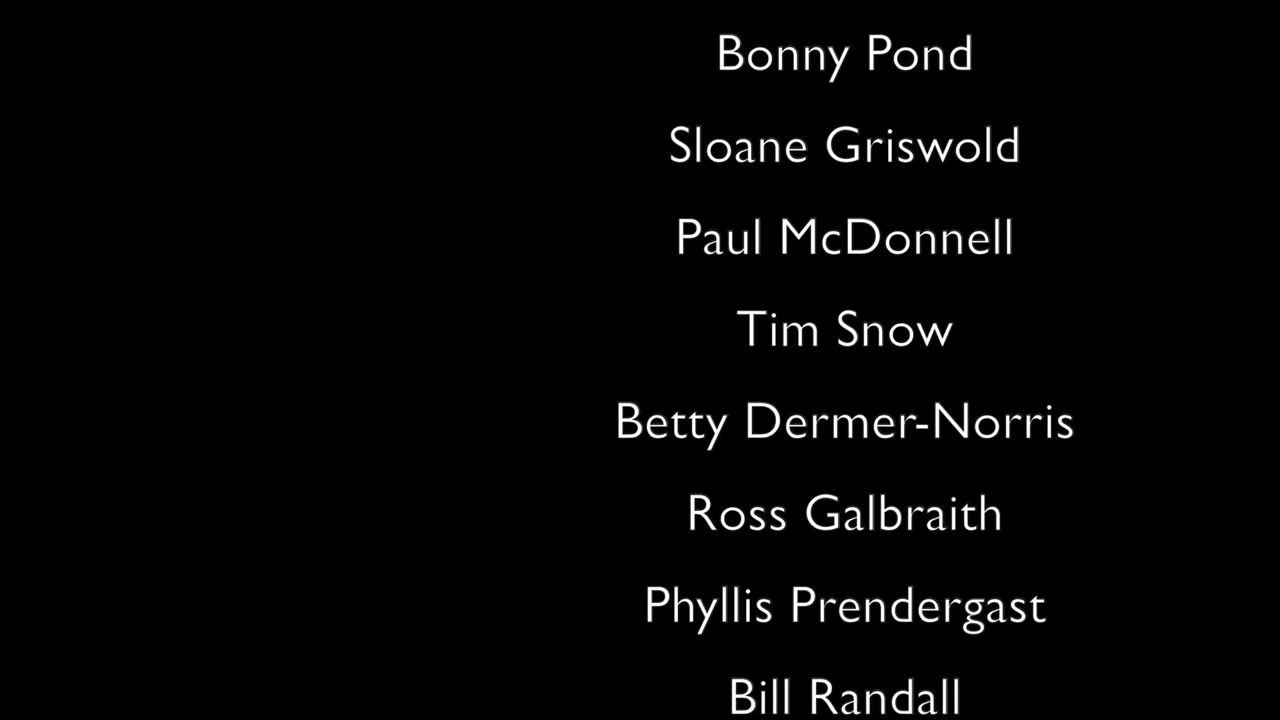 Bonny Pond
Sloane Griswold
Paul McDonnell
Tim Snow
Betty Dermer-Norris
Ross Galbraith
Phyllis Prendergast
Bill Randall